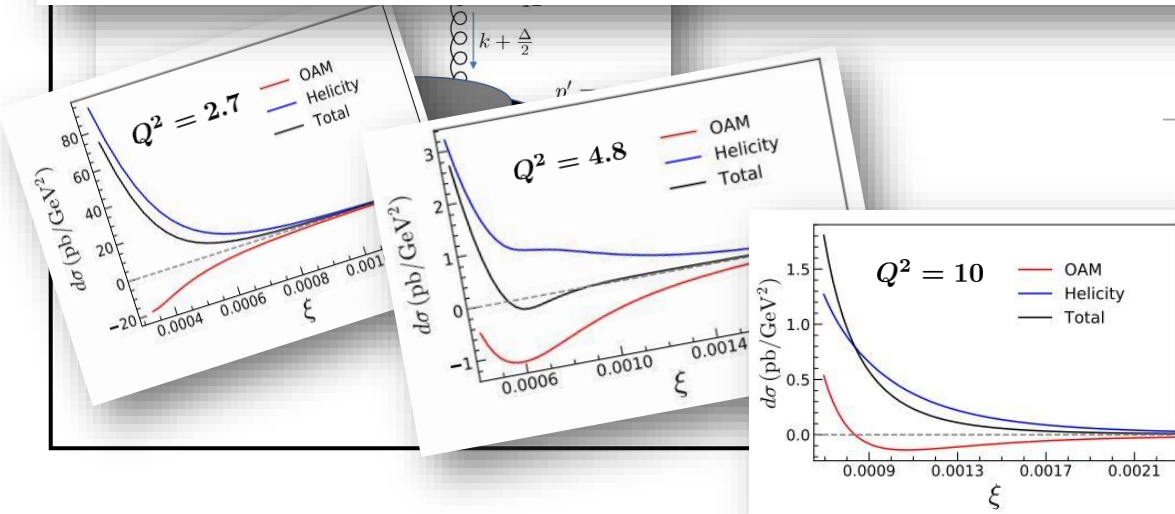 k + Δ/2
p′ =
Q² = 2.7
OAM
Helicity
Total
dσ (pb/GeV²)
80
60
40
20
0
−20
0.0004
0.0006
0.0008
ξ
Q² = 4.8
OAM
Helicity
Total
dσ (pb/GeV²)
3
2
1
0
−1
0.0006
0.0010
0.0014
ξ
Q² = 10
OAM
Helicity
Total
dσ (pb/GeV²)
1.5
1.0
0.5
0.0
0.0009
0.0013
0.0017
0.0021
ξ